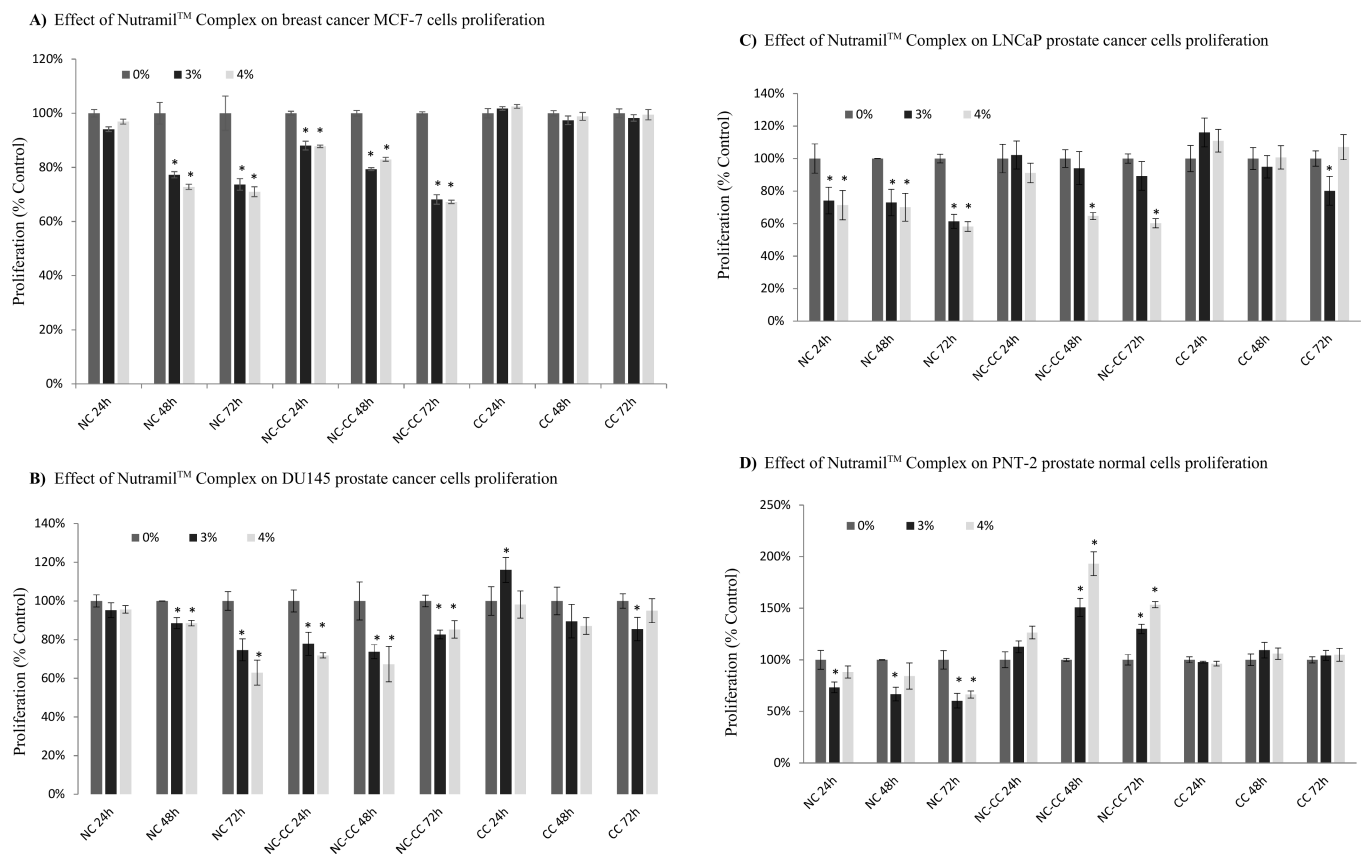 A) Effect of Nutramil™ Complex on breast cancer MCF-7 cells proliferation
120%
100%
80%
60%
40%
20%
0%
Proliferation (% Control)
0% 3% 4%
* * * * * * * * * *
NC 24h NC 48h NC 72h NC-CC 24h NC-CC 48h NC-CC 72h CC 24h CC 48h CC 72h
B) Effect of Nutramil™ Complex on DU145 prostate cancer cells proliferation
140%
120%
100%
80%
60%
40%
20%
0%
Proliferation (% Control)
0% 3% 4%
* * * * * * * * * * * *
NC 24h NC 48h NC 72h NC-CC 24h NC-CC 48h NC-CC 72h CC 24h CC 48h CC 72h
C) Effect of Nutramil™ Complex on LNCaP prostate cancer cells proliferation
140%
120%
100%
80%
60%
40%
20%
0%
Proliferation (% Control)
0% 3% 4%
* * * * * * * * *
NC 24h NC 48h NC 72h NC-CC 24h NC-CC 48h NC-CC 72h CC 24h CC 48h CC 72h
D) Effect of Nutramil™ Complex on PNT-2 prostate normal cells proliferation
250%
200%
150%
100%
50%
0%
Proliferation (% Control)
0% 3% 4%
* * * * * * * *
NC 24h NC 48h NC 72h NC-CC 24h NC-CC 48h NC-CC 72h CC 24h CC 48h CC 72h